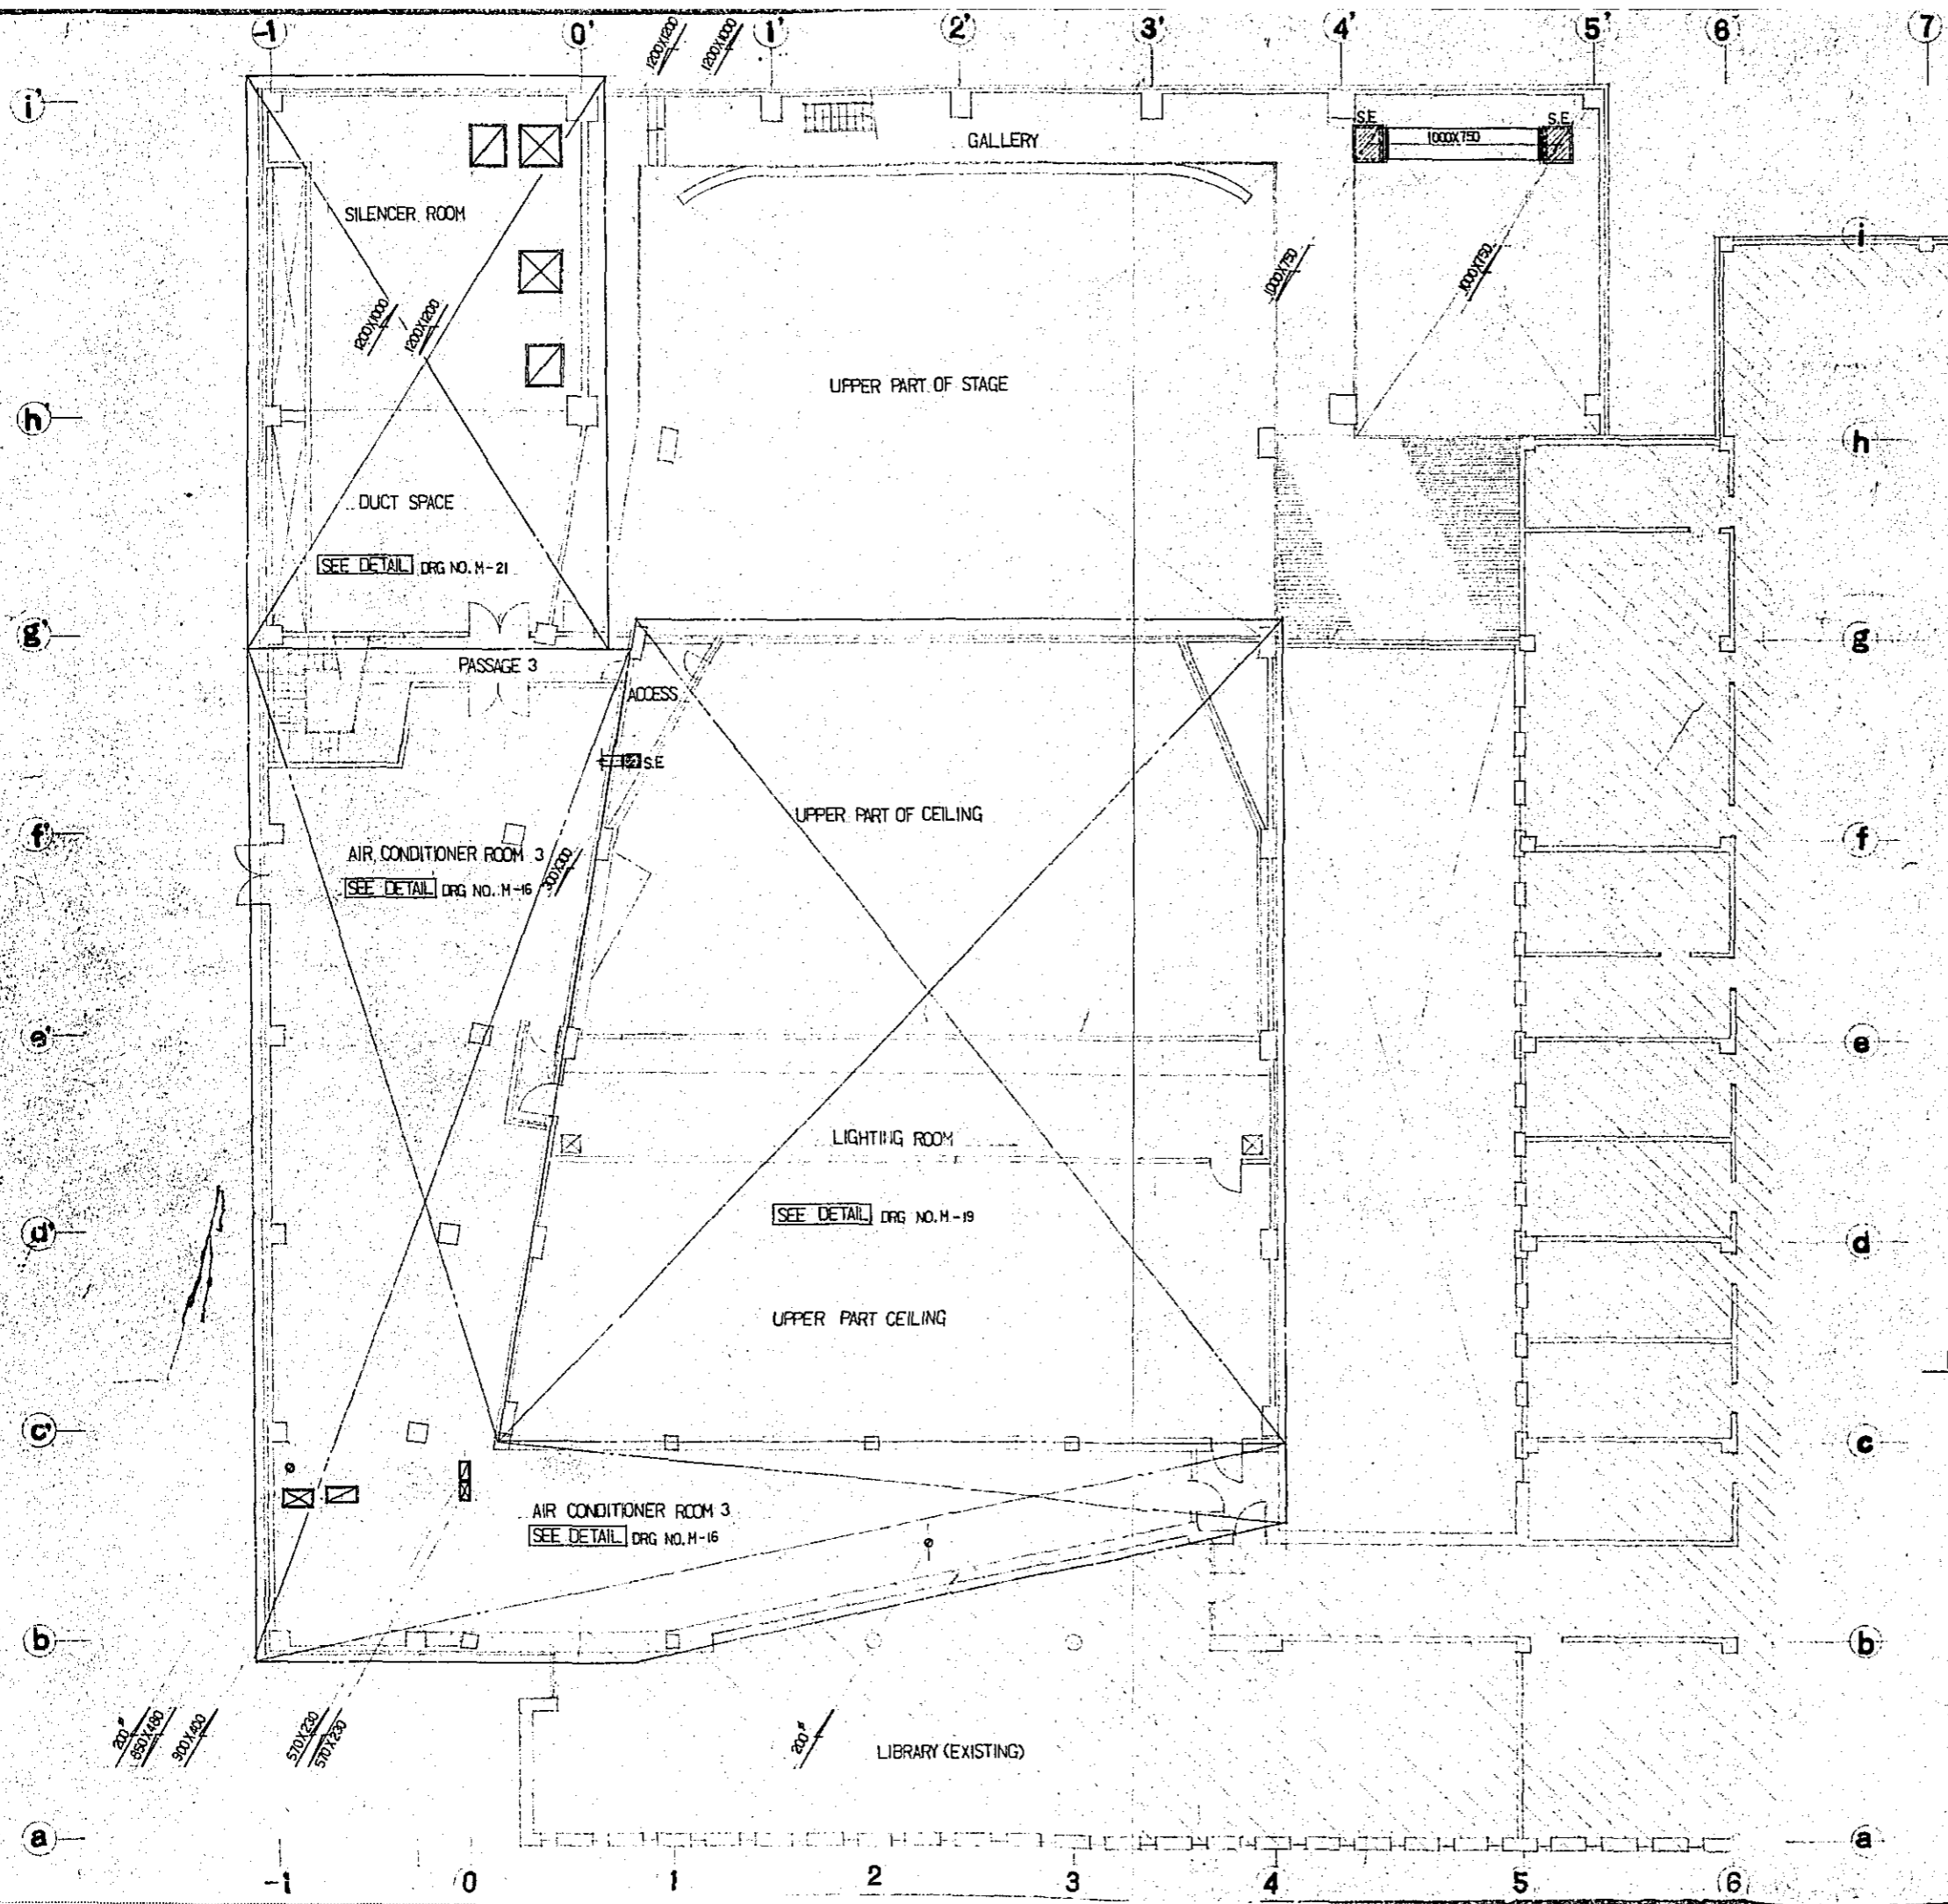 -1 0' 1' 2' 3' 4' 5' 6' 7
1200X1200 1200X1000
i'
GALLERY
S.E. 1000X750 S.E.
SILENCER ROOM
i
1000X750 1000X750
1200X1000 1200X1200
UPPER PART OF STAGE
h'
h
DUCT SPACE
SEE DETAIL DRG NO. M-21
g'
g
PASSAGE 3
ACCESS
S.E
UPPER PART OF CEILING
f'
f
AIR CONDITIONER ROOM 3
300X300
SEE DETAIL DRG NO. M-16
e'
e
LIGHTING ROOM
SEE DETAIL DRG NO. M-19
d'
d
UPPER PART CEILING
c'
c
AIR CONDITIONER ROOM 3
SEE DETAIL DRG NO. M-16
b
b
200ø 850X480 900X400 570X230 570X230 200ø
LIBRARY (EXISTING)
a
a
-1 0 1 2 3 4 5 6